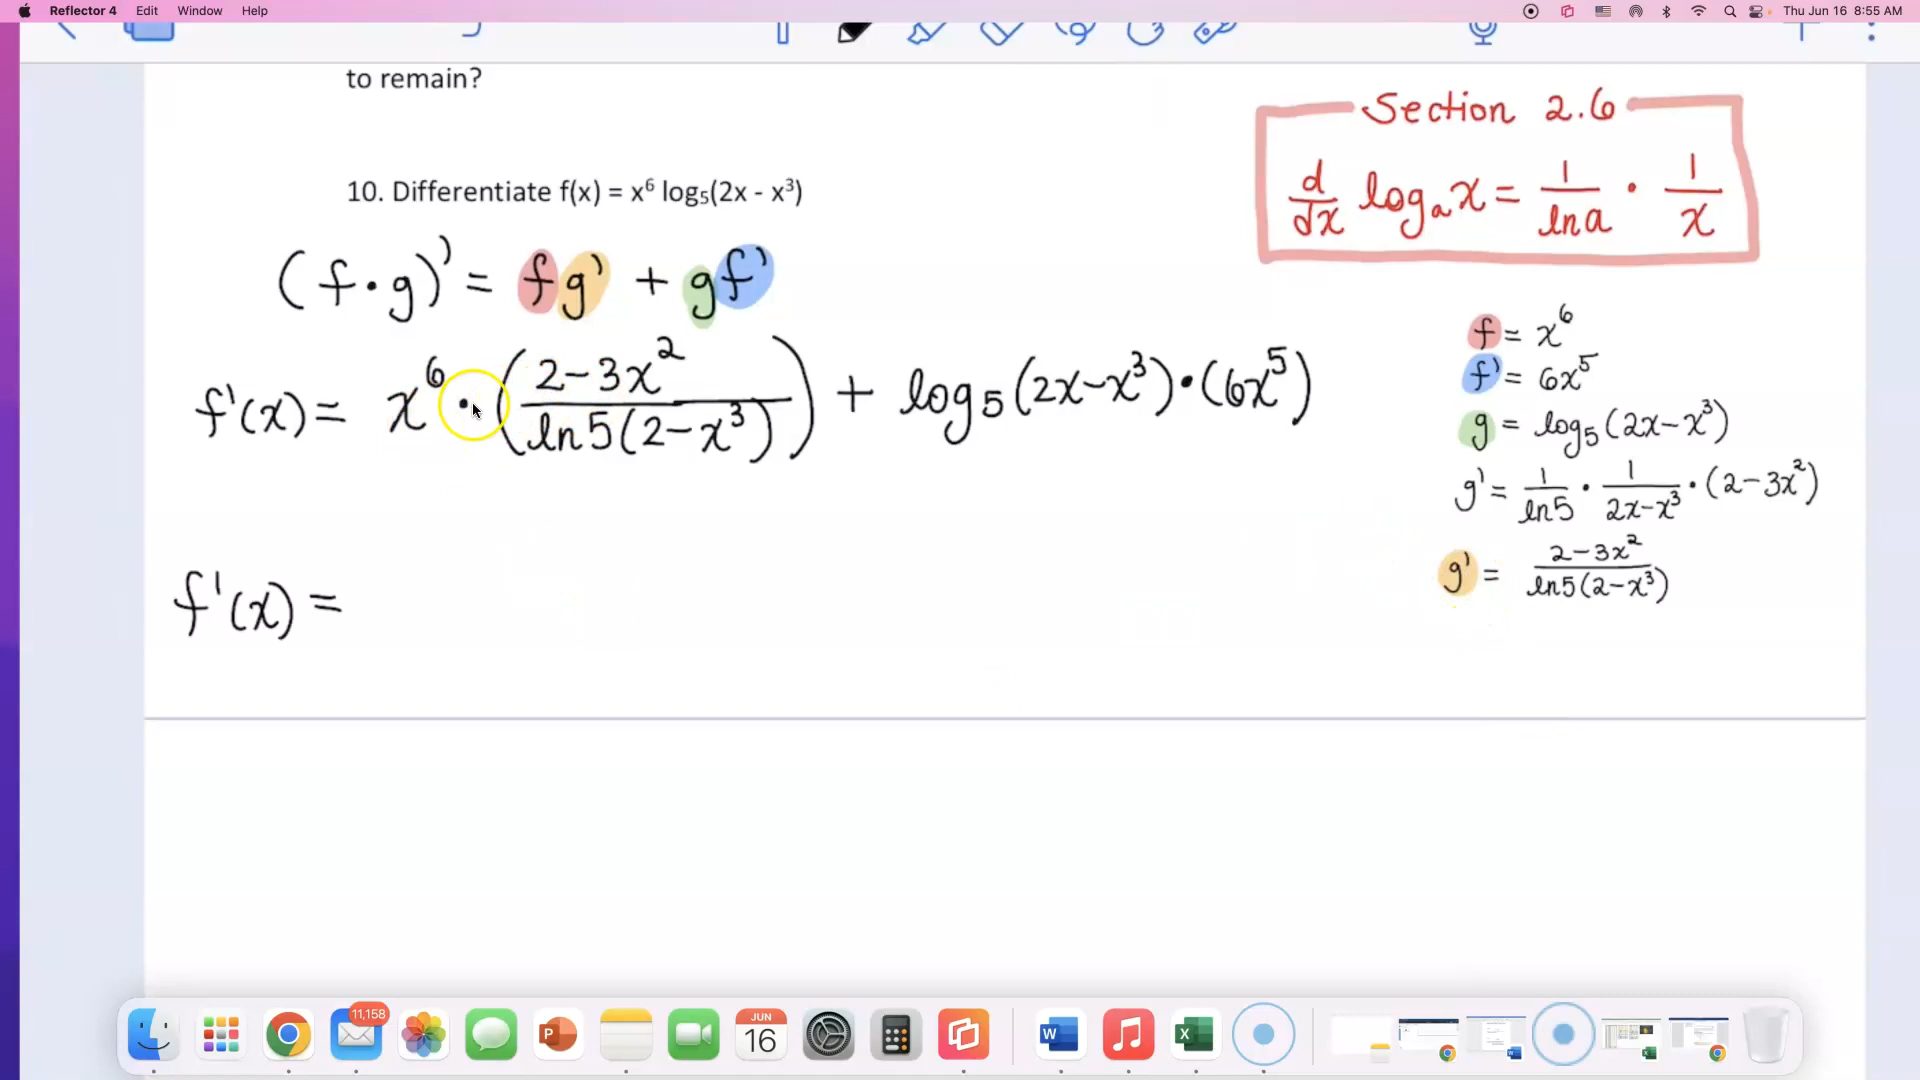 Reflector 4 Edit Window Help Thu Jun 16 8:55 AM
to remain?
Section 2.6
d/dx logₐx = 1/ln a · 1/x
10. Differentiate f(x) = x⁶ log₅(2x - x³)
(f·g)' = fg' + gf'
f'(x) = x⁶ · ((2-3x²)/(ln5(2-x³))) + log₅(2x-x³)·(6x⁵)
f = x⁶
f' = 6x⁵
g = log₅(2x-x³)
g' = 1/ln5 · 1/(2x-x³) · (2-3x²)
g' = (2-3x²)/(ln5(2-x³))
f'(x) =
11,158
JUN
16